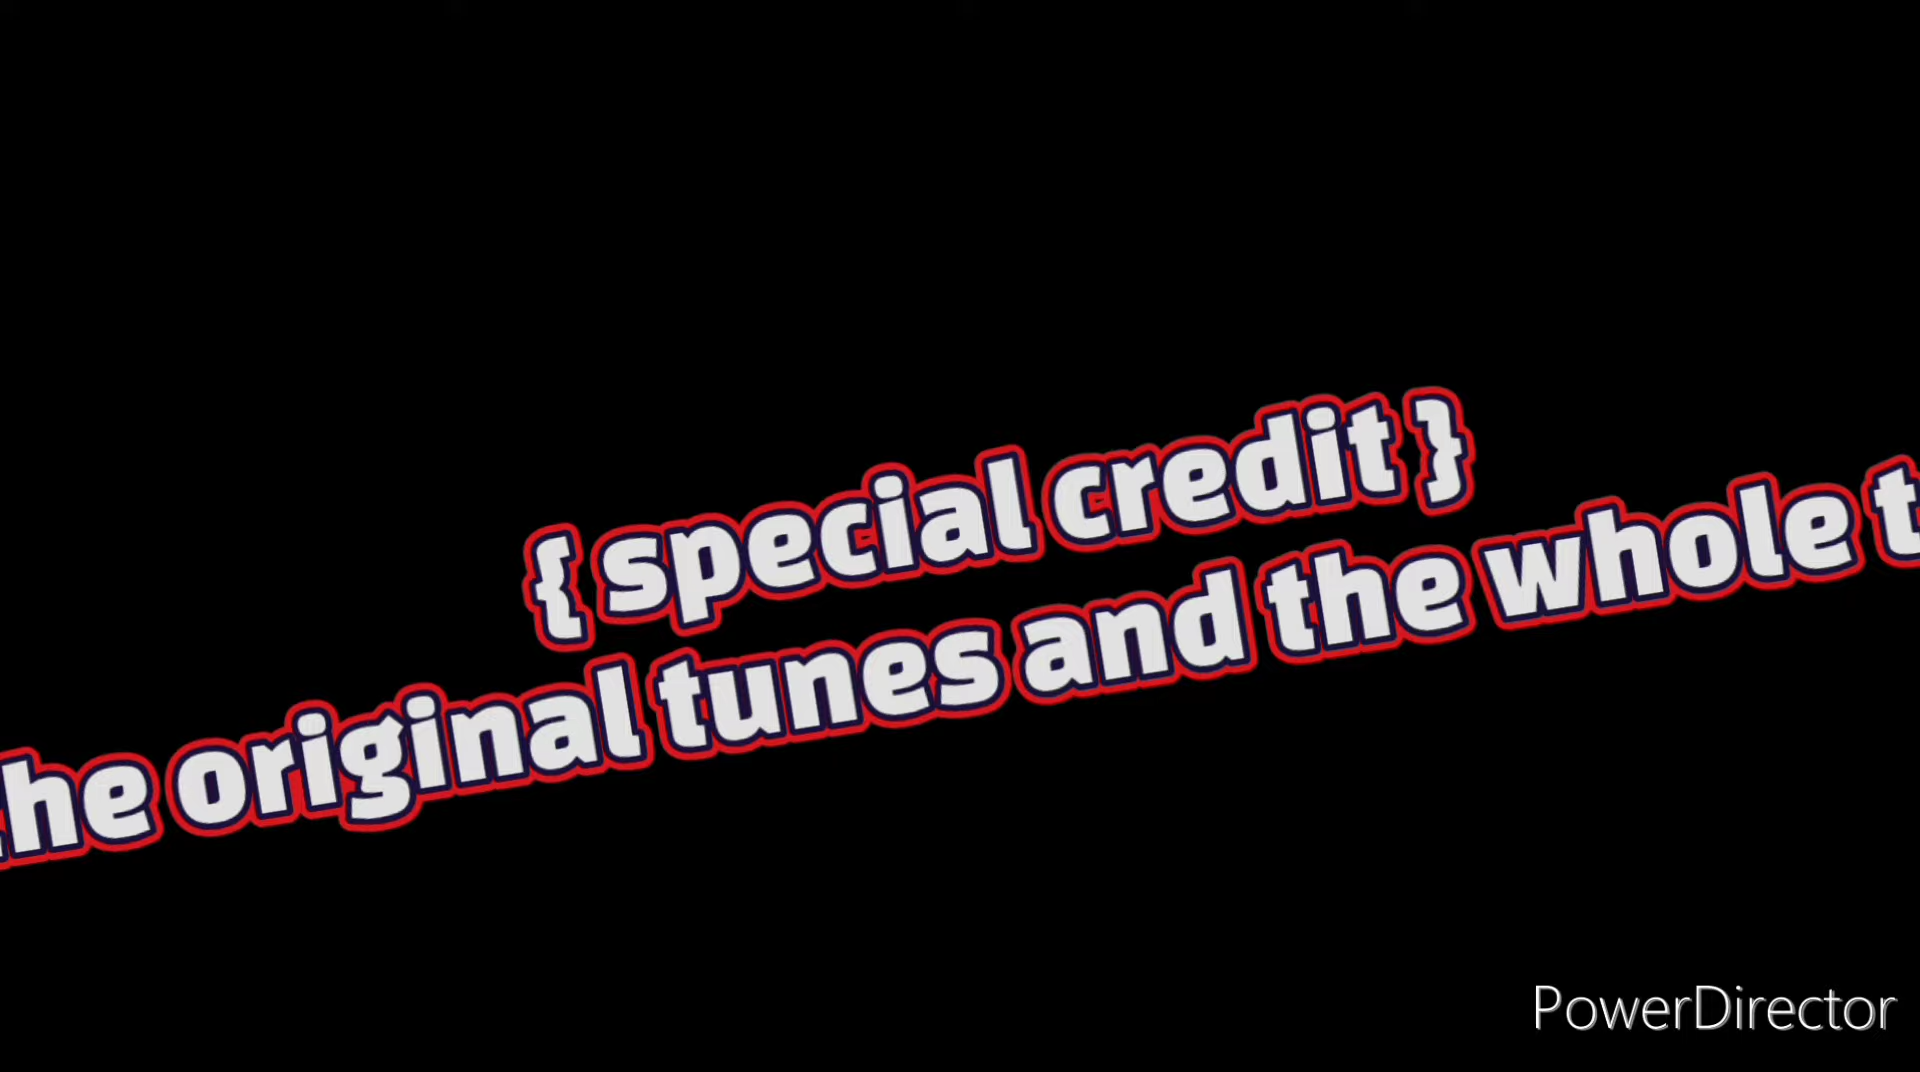 { special credit }
he original tunes and the whole t
PowerDirector